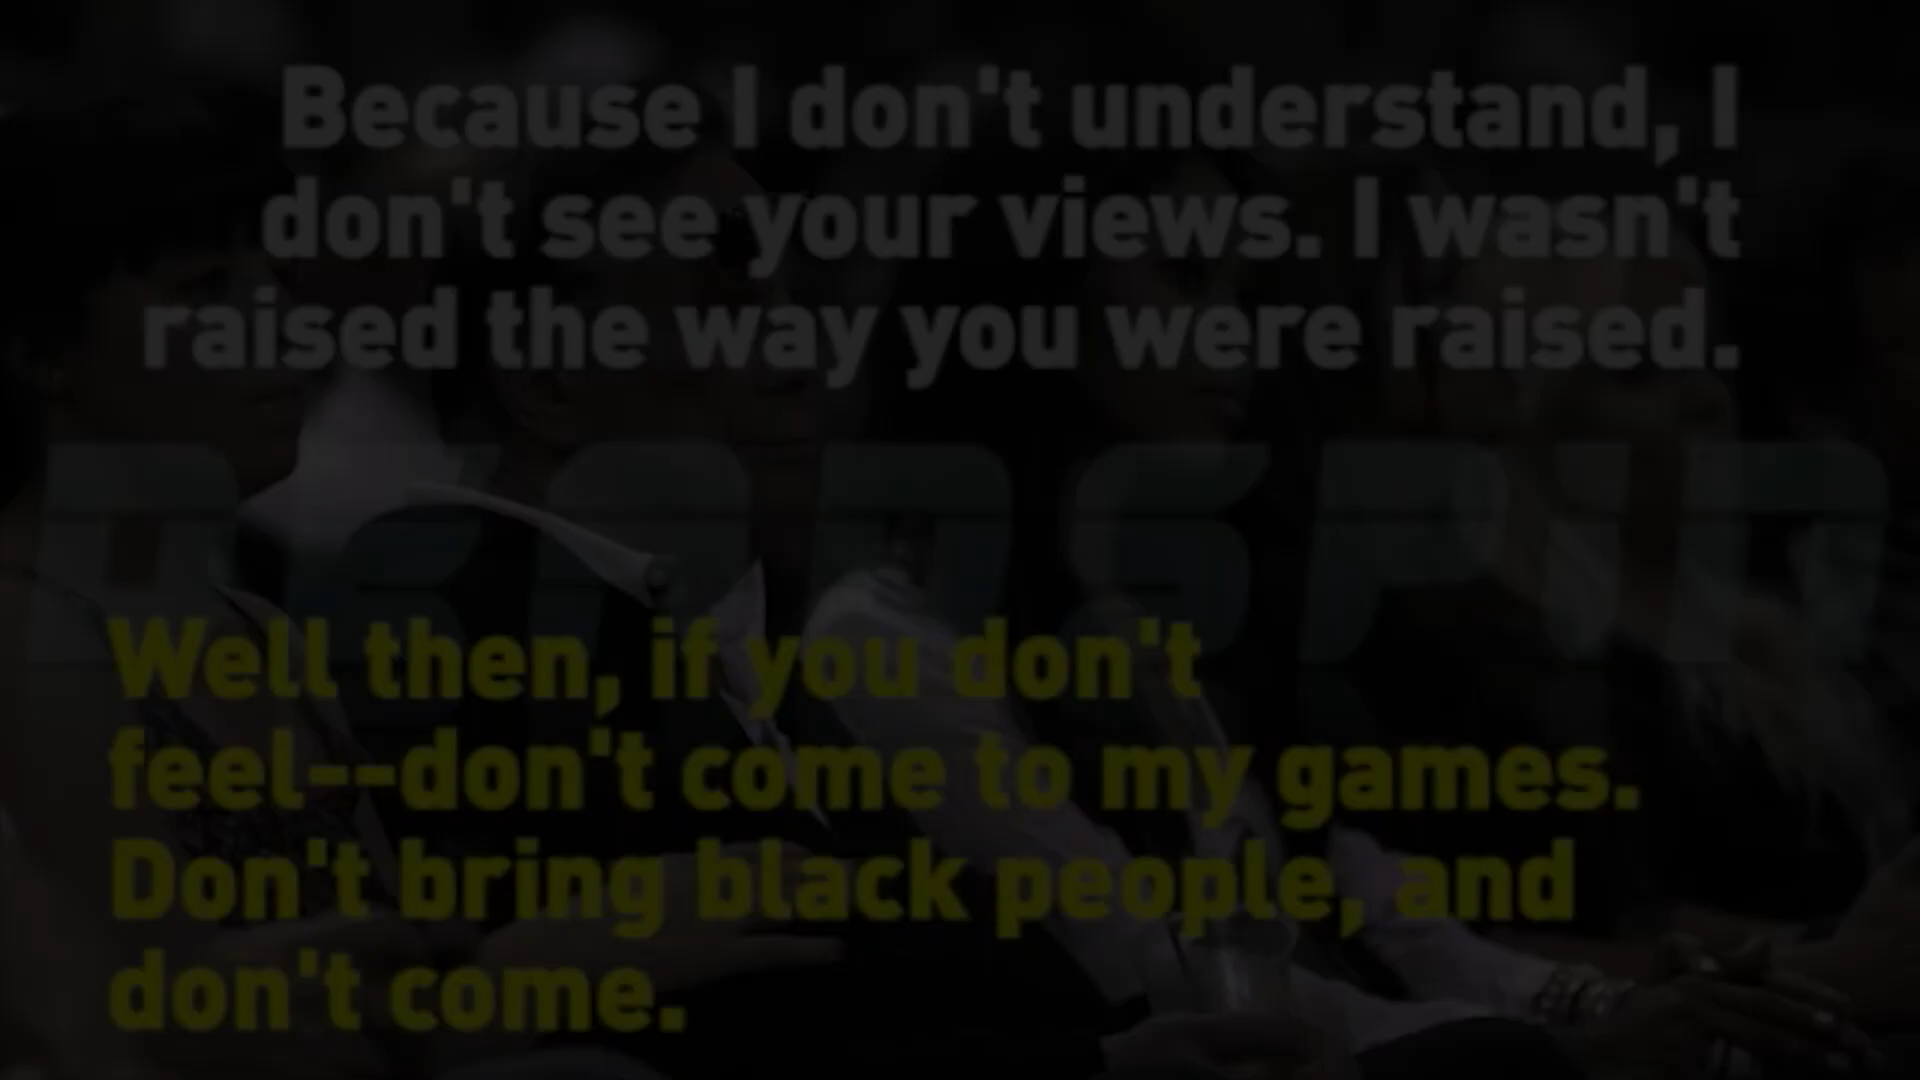 Because I don't understand, I
don't see your views. I wasn't
raised the way you were raised.
DEADSPIN
Well then, if you don't
feel--don't come to my games.
Don't bring black people, and
don't come.